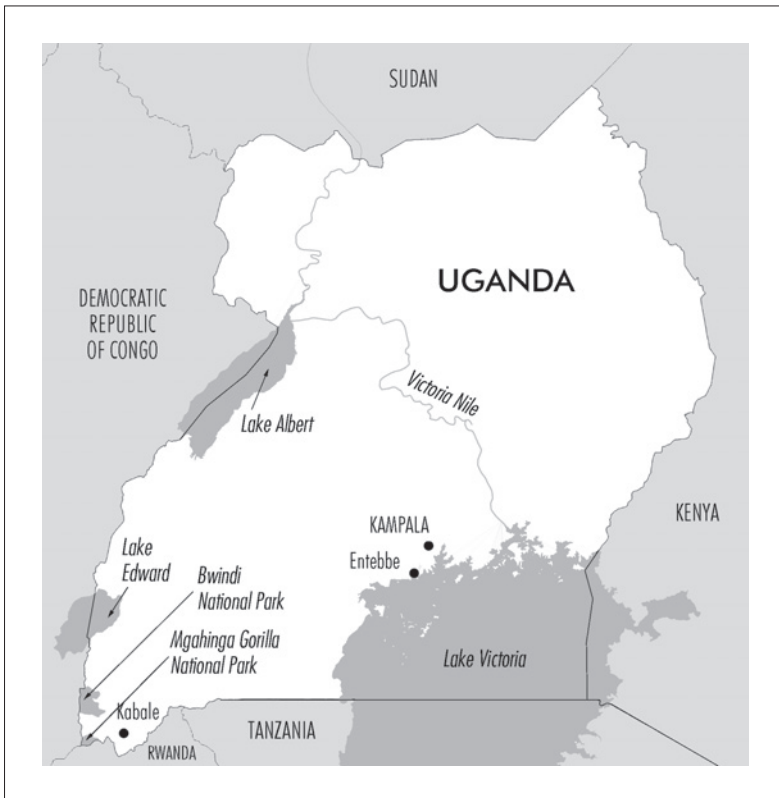 SUDAN
UGANDA
DEMOCRATIC
REPUBLIC
OF CONGO
Victoria Nile
Lake Albert
KENYA
KAMPALA
Entebbe
Lake
Edward
Bwindi
National Park
Mgahinga Gorilla
National Park
Lake Victoria
Kabale
TANZANIA
RWANDA